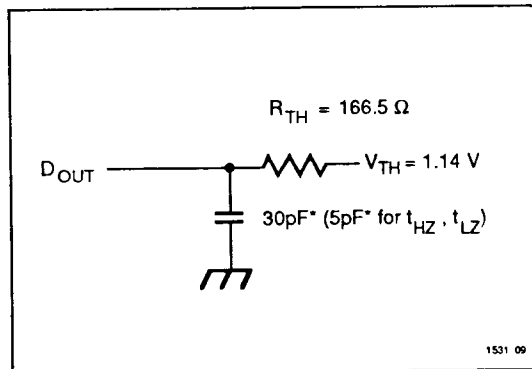 R_TH = 166.5 Ω
D_OUT
V_TH = 1.14 V
30pF* (5pF* for t_HZ , t_LZ)
1531 09